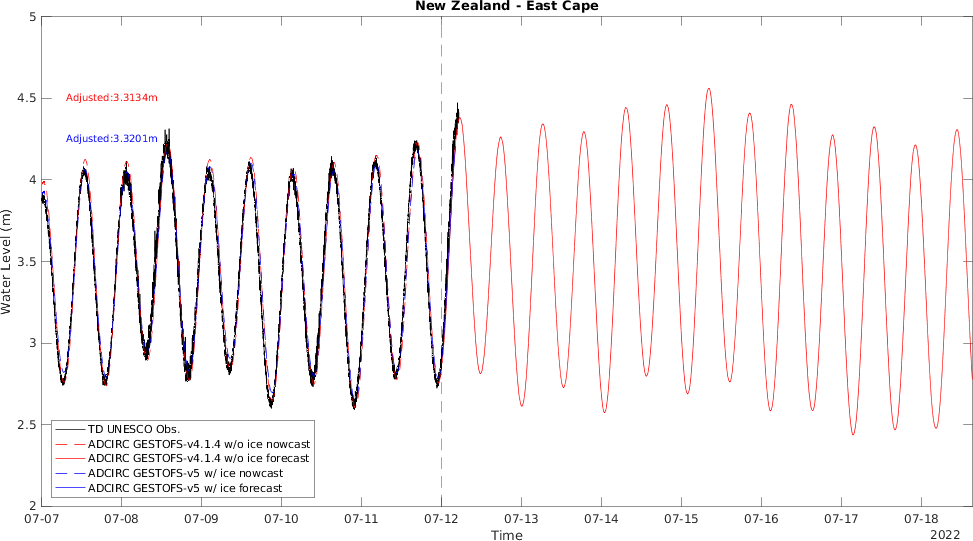 New Zealand - East Cape
5
4.5
4
3.5
3
2.5
2
Water Level (m)
Adjusted:3.3134m
Adjusted:3.3201m
TD UNESCO Obs.
ADCIRC GESTOFS-v4.1.4 w/o ice nowcast
ADCIRC GESTOFS-v4.1.4 w/o ice forecast
ADCIRC GESTOFS-v5 w/ ice nowcast
ADCIRC GESTOFS-v5 w/ ice forecast
07-07 07-08 07-09 07-10 07-11 07-12 07-13 07-14 07-15 07-16 07-17 07-18
Time
2022